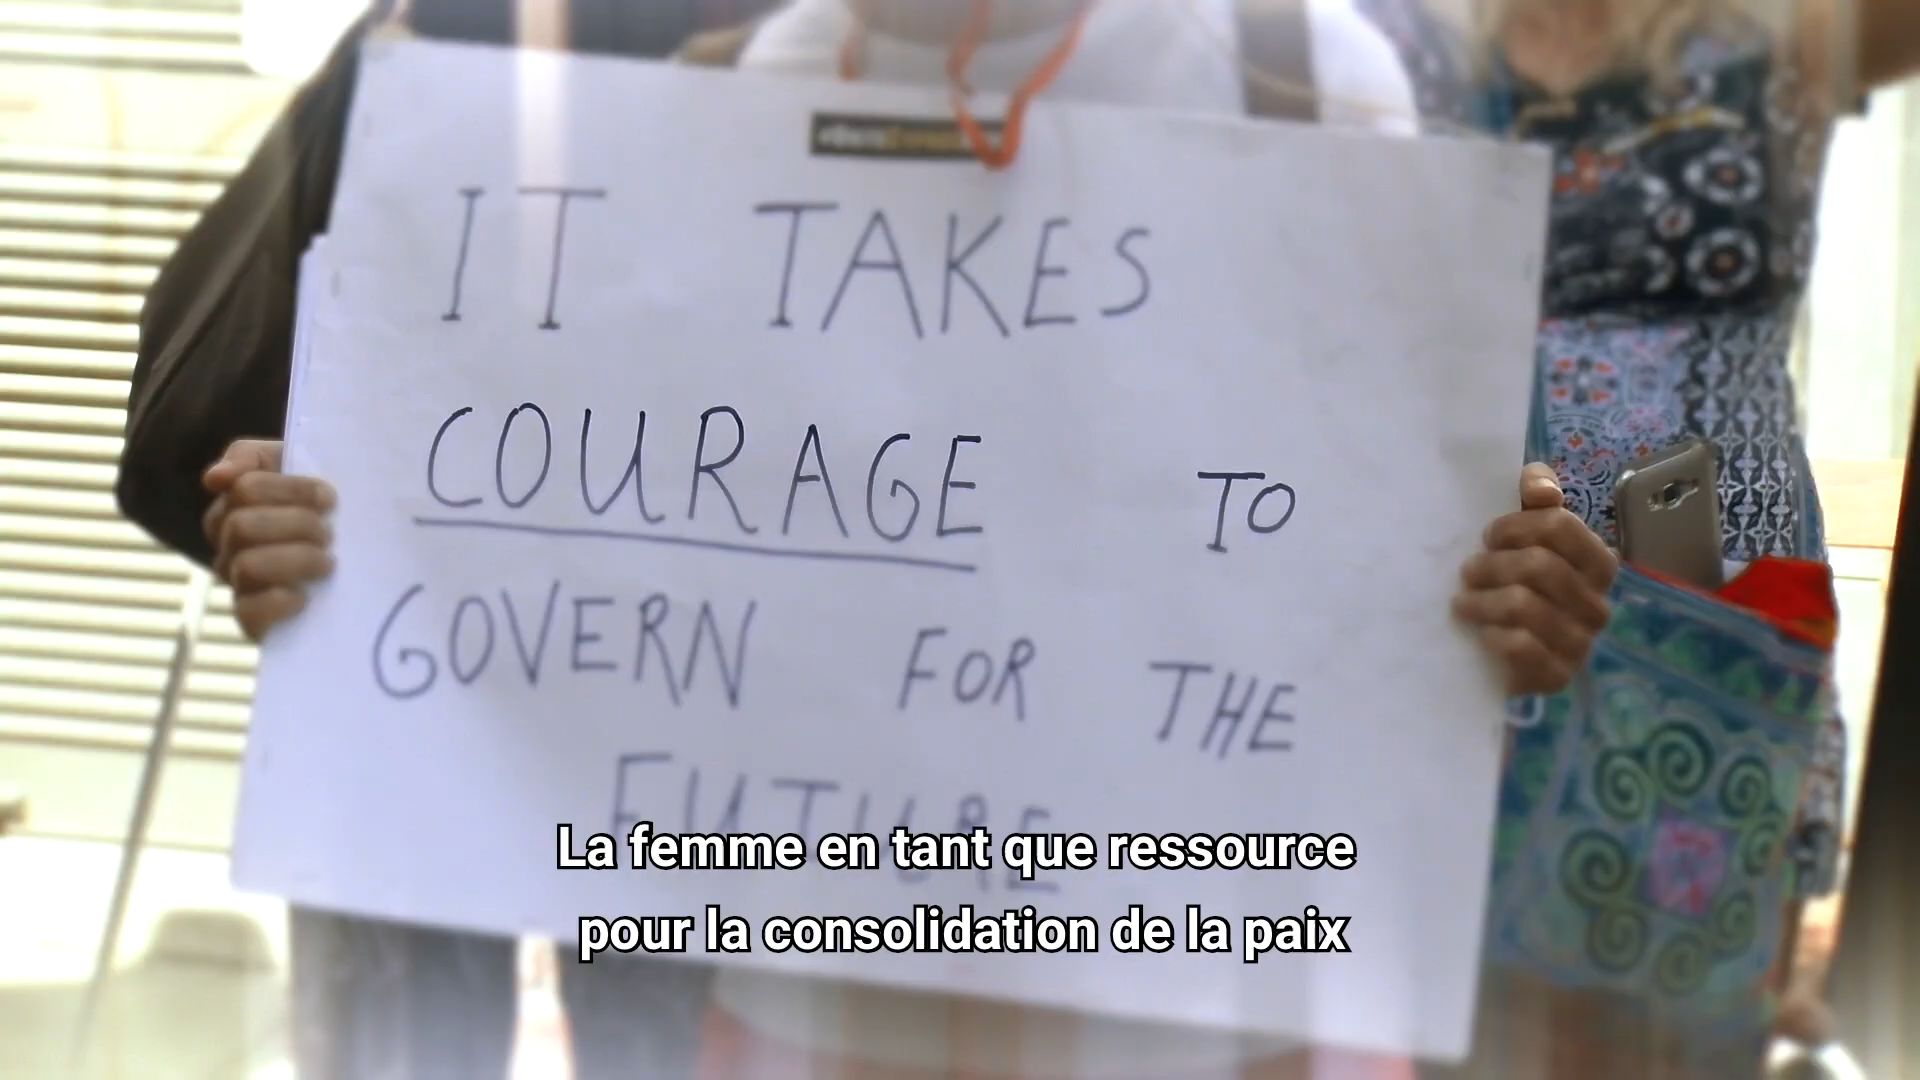 IT TAKES
COURAGE TO
GOVERN FOR THE
FUTURE
La femme en tant que ressource
pour la consolidation de la paix